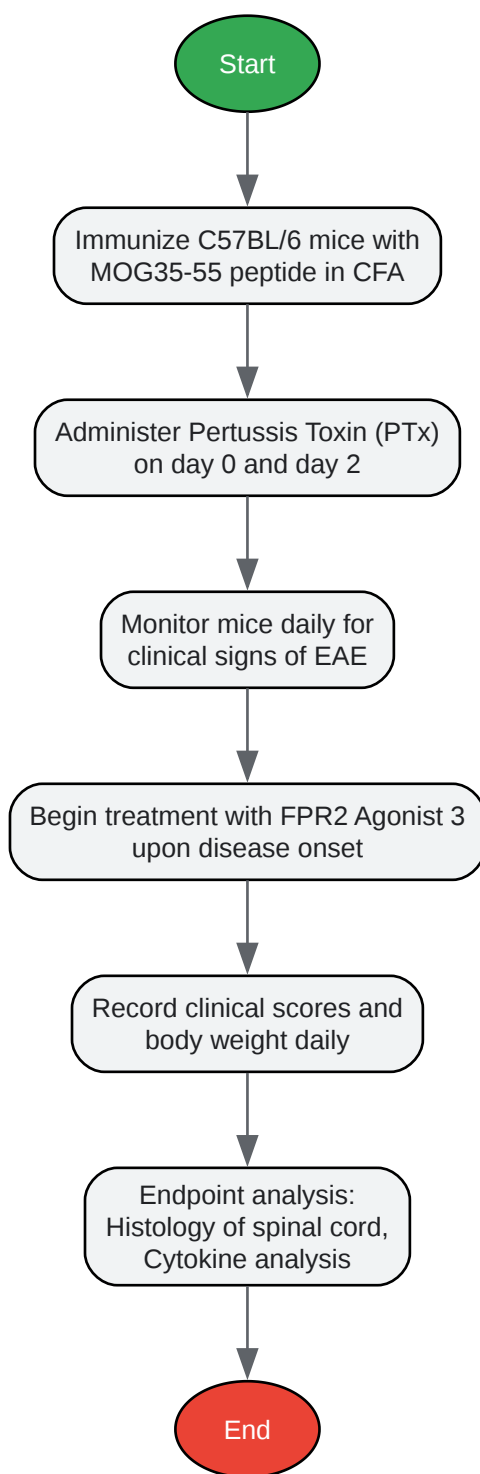 Start
Immunize C57BL/6 mice with
MOG35-55 peptide in CFA
Administer Pertussis Toxin (PTx)
on day 0 and day 2
Monitor mice daily for
clinical signs of EAE
Begin treatment with FPR2 Agonist 3
upon disease onset
Record clinical scores and
body weight daily
Endpoint analysis:
Histology of spinal cord,
Cytokine analysis
End